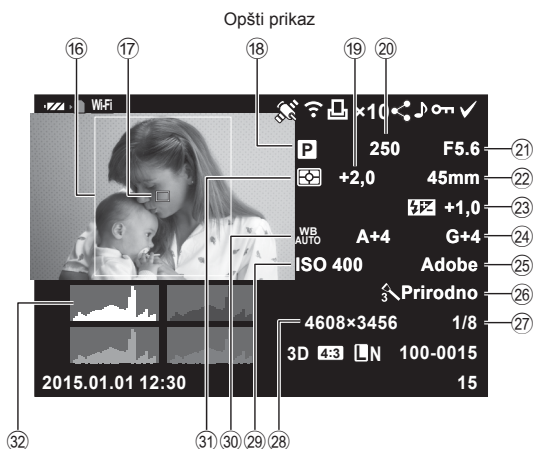 Opšti prikaz
16 17 18 19 20
Wi-Fi ×10
P 250 F5.6 21
+2,0 45mm 22
+1,0 23
WB AUTO A+4 G+4 24
ISO 400 Adobe 25
3 Prirodno 26
4608×3456 1/8 27
3D 4:3 LN 100-0015
2015.01.01 12:30 15
32 31 30 29 28